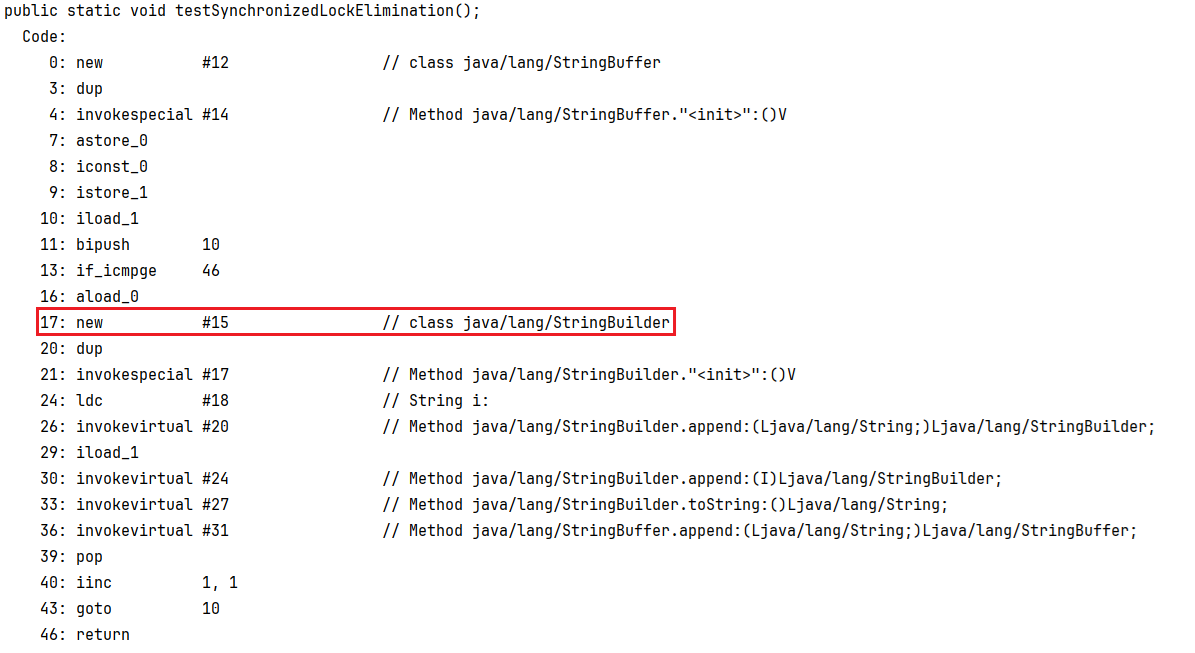 public static void testSynchronizedLockElimination();
  Code:
     0: new           #12                 // class java/lang/StringBuffer
     3: dup
     4: invokespecial #14                 // Method java/lang/StringBuffer."<init>":()V
     7: astore_0
     8: iconst_0
     9: istore_1
    10: iload_1
    11: bipush        10
    13: if_icmpge     46
    16: aload_0
    17: new           #15                 // class java/lang/StringBuilder
    20: dup
    21: invokespecial #17                 // Method java/lang/StringBuilder."<init>":()V
    24: ldc           #18                 // String i:
    26: invokevirtual #20                 // Method java/lang/StringBuilder.append:(Ljava/lang/String;)Ljava/lang/StringBuilder;
    29: iload_1
    30: invokevirtual #24                 // Method java/lang/StringBuilder.append:(I)Ljava/lang/StringBuilder;
    33: invokevirtual #27                 // Method java/lang/StringBuilder.toString:()Ljava/lang/String;
    36: invokevirtual #31                 // Method java/lang/StringBuffer.append:(Ljava/lang/String;)Ljava/lang/StringBuffer;
    39: pop
    40: iinc          1, 1
    43: goto          10
    46: return